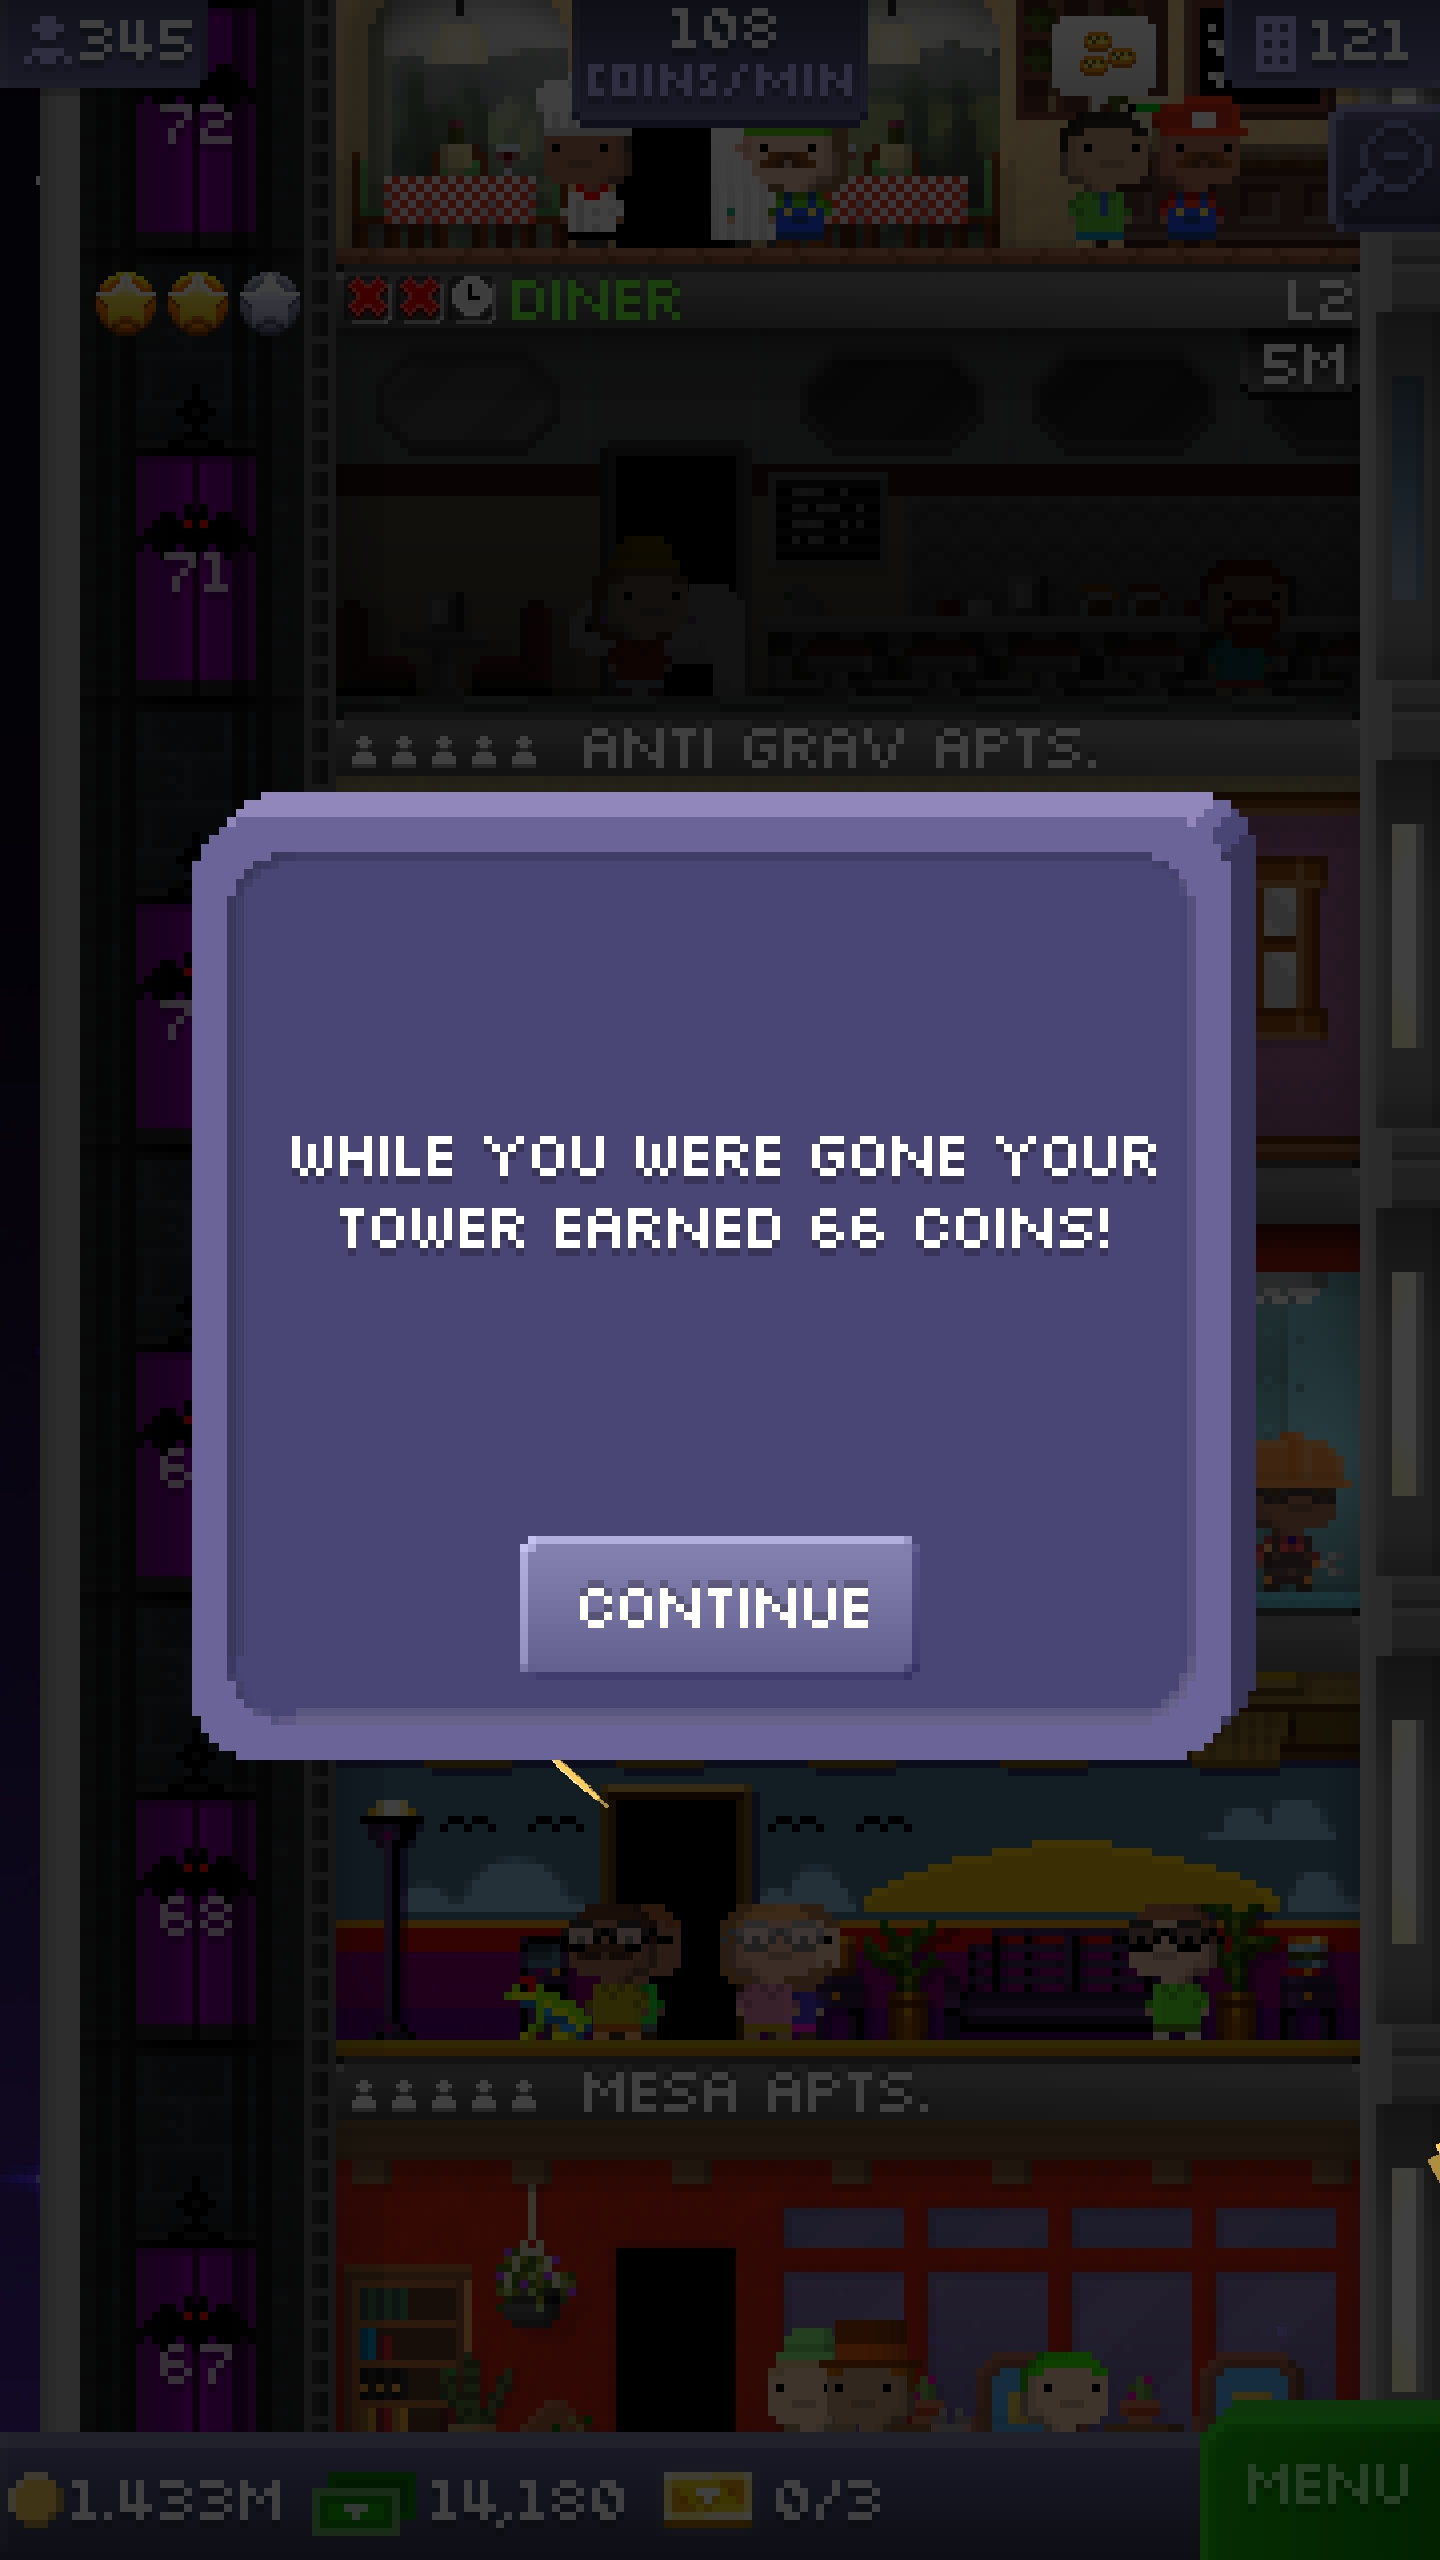 345
108
COINS/MIN
121
72
DINER
L2
5M
71
ANTI GRAV APTS.
WHILE YOU WERE GONE YOUR
TOWER EARNED 66 COINS!
CONTINUE
68
MESA APTS.
67
1.433M
14,180
0/3
MENU